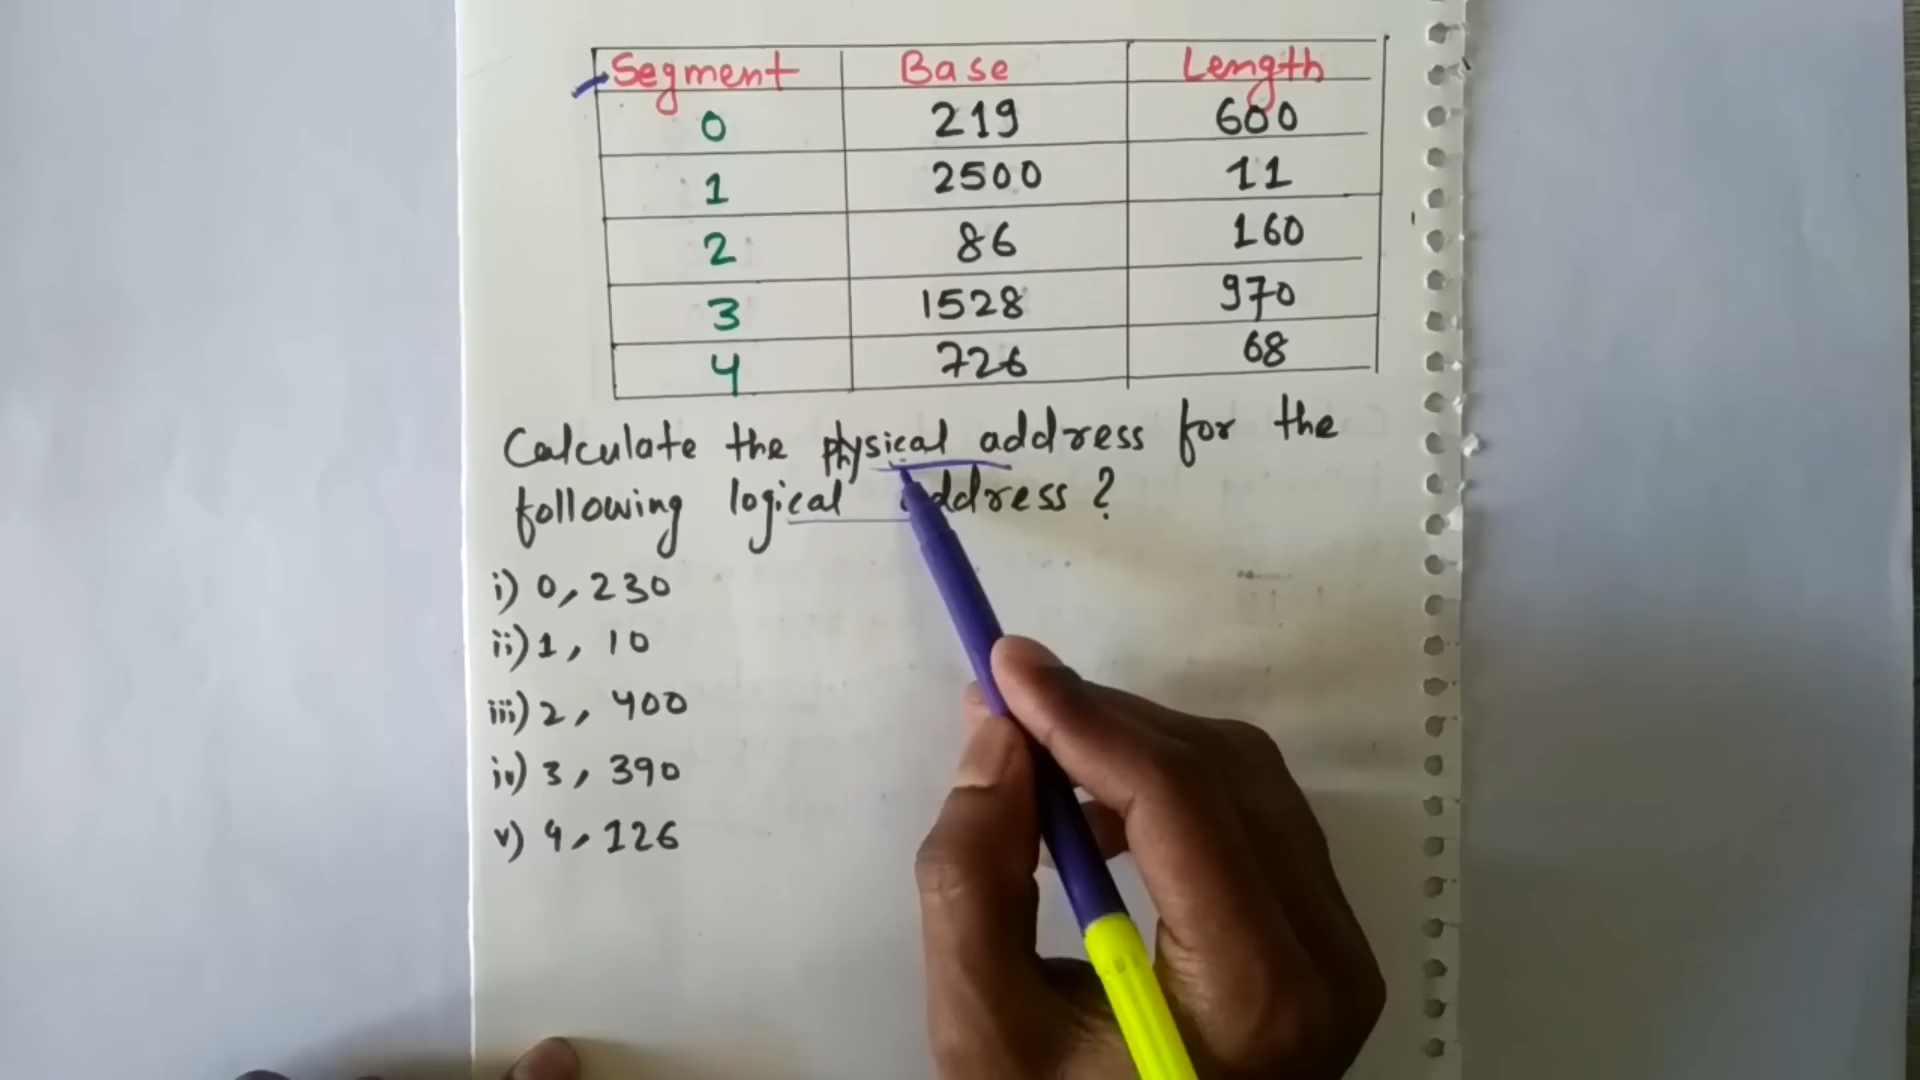 Segment Base Length
0 219 600
1 2500 11
2 86 160
3 1528 970
4 726 68
Calculate the physical address for the
following logical address?
i) 0, 230
ii) 1, 10
iii) 2, 400
iv) 3, 390
v) 4, 126